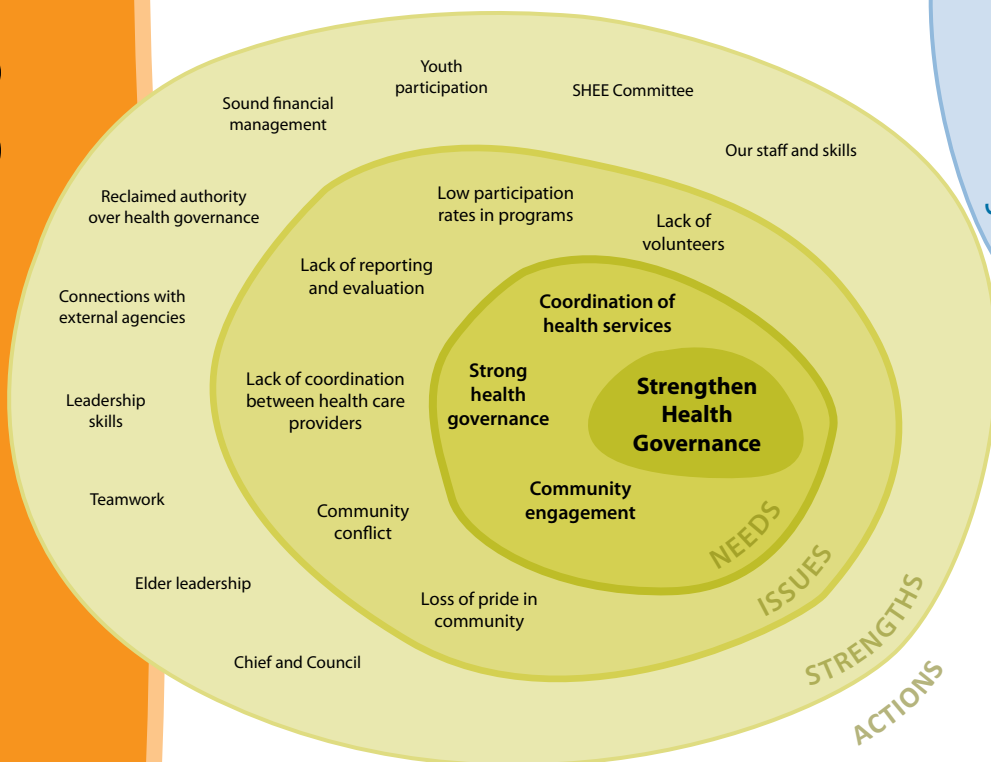 Youth
participation
SHEE Committee
Sound financial
management
Our staff and skills
Reclaimed authority
over health governance
Low participation
rates in programs
Lack of
volunteers
Lack of reporting
and evaluation
Connections with
external agencies
Coordination of
health services
Strong
health
governance
Strengthen
Health
Governance
Lack of coordination
between health care
providers
Leadership
skills
Teamwork
Community
engagement
Community
conflict
Elder leadership
Loss of pride in
community
Chief and Council
NEEDS
ISSUES
STRENGTHS
ACTIONS